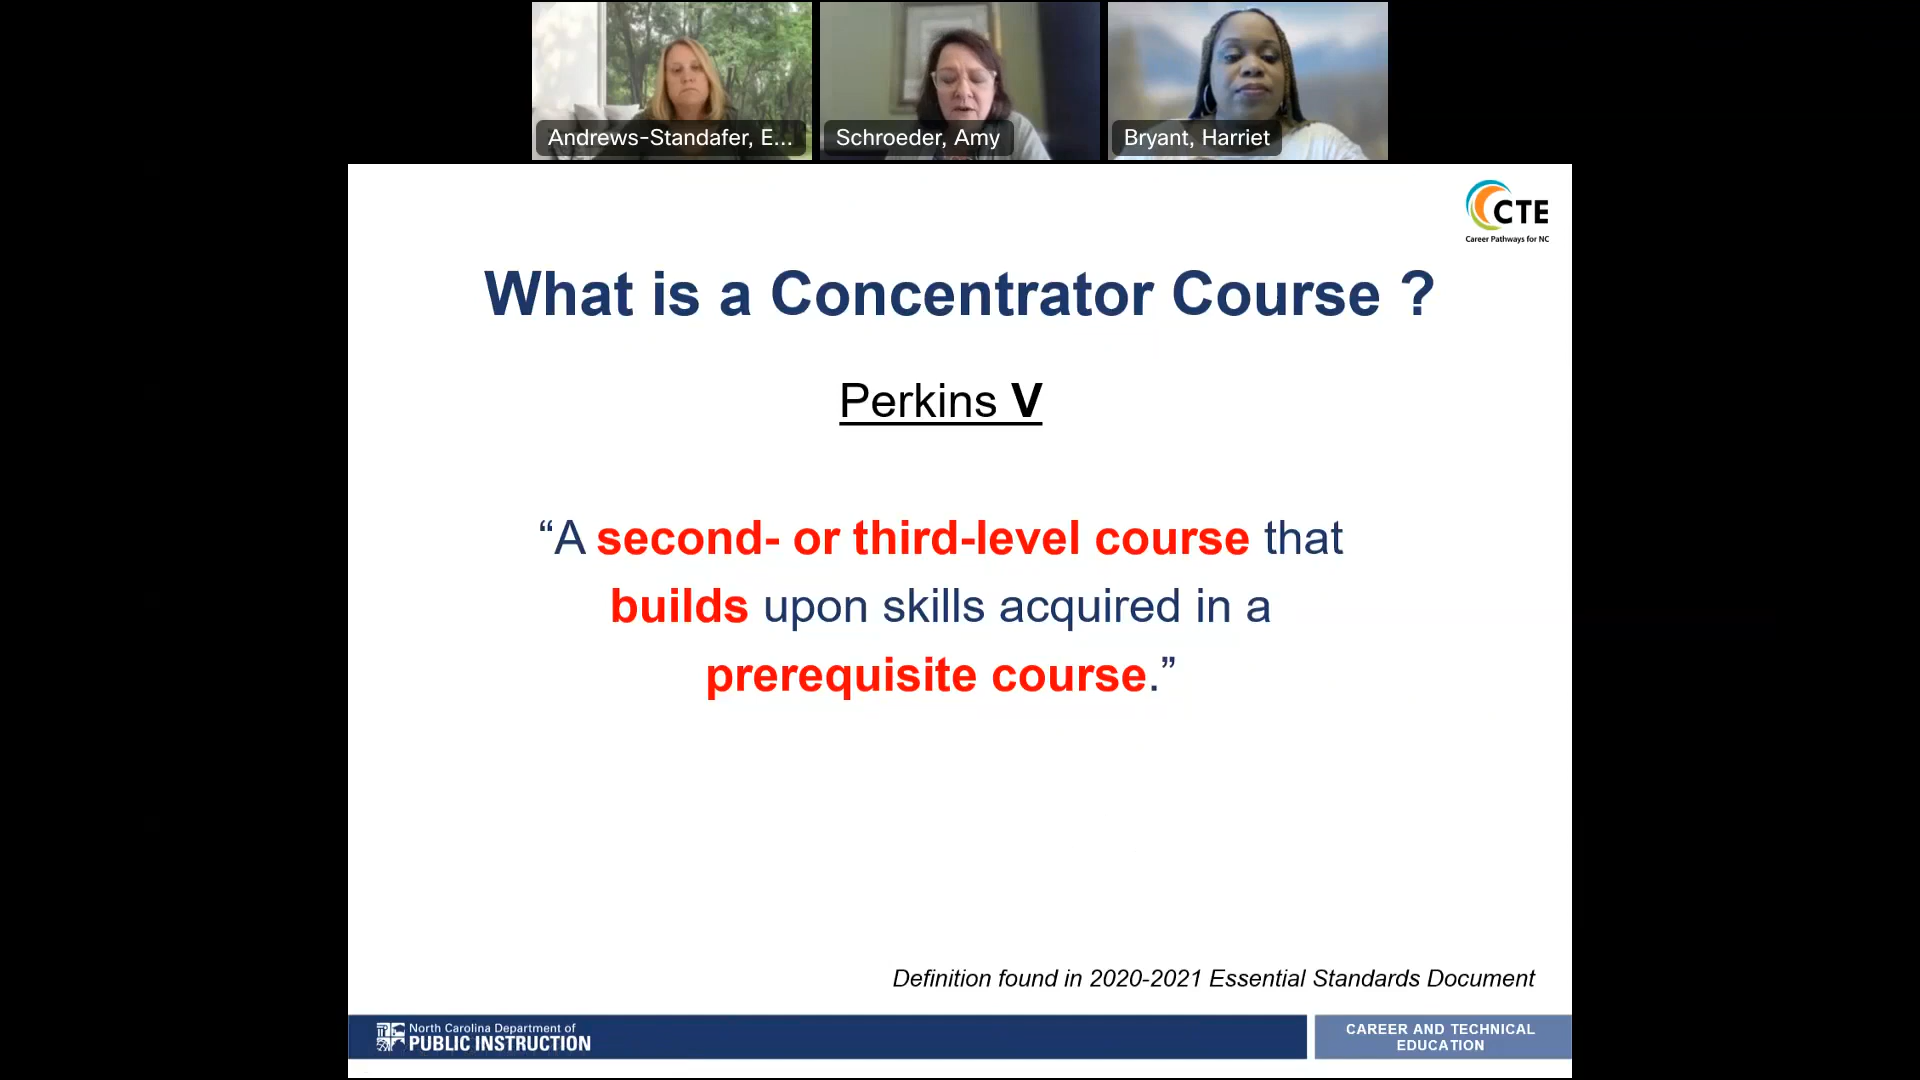 Andrews-Standafer, E...
Schroeder, Amy
Bryant, Harriet
CTE
Career Pathways for NC
What is a Concentrator Course ?
Perkins V
“A second- or third-level course that
builds upon skills acquired in a
prerequisite course.”
Definition found in 2020-2021 Essential Standards Document
North Carolina Department of
PUBLIC INSTRUCTION
CAREER AND TECHNICAL
EDUCATION